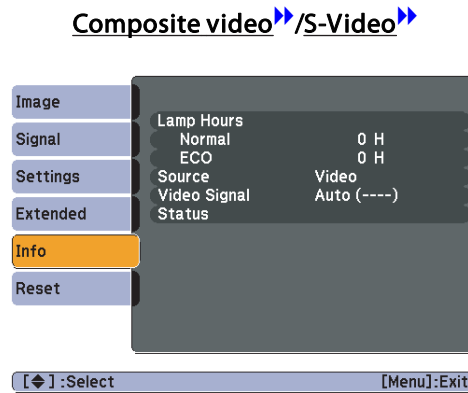 Composite video/S-Video
Image
Signal
Settings
Extended
Info
Reset
Lamp Hours
Normal 0 H
ECO 0 H
Source Video
Video Signal Auto (----)
Status
[◆] :Select [Menu]:Exit